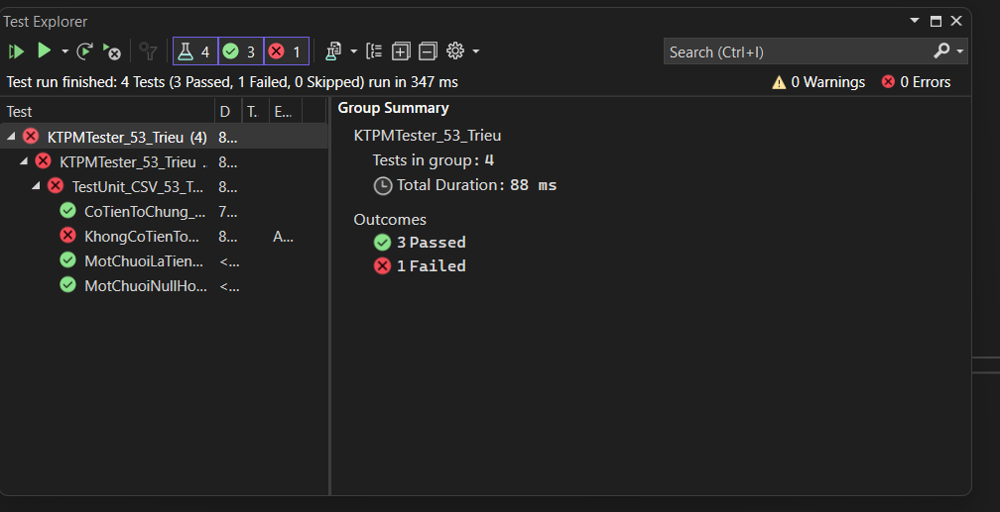 Test Explorer
4 3 1
Search (Ctrl+I)
Test run finished: 4 Tests (3 Passed, 1 Failed, 0 Skipped) run in 347 ms
0 Warnings 0 Errors
Test D T. E...
KTPMTester_53_Trieu (4) 8...
KTPMTester_53_Trieu . 8...
TestUnit_CSV_53_T... 8...
CoTienToChung_... 7...
KhongCoTienTo... 8... A...
MotChuoiLaTien... <...
MotChuoiNullHo... <...
Group Summary
KTPMTester_53_Trieu
Tests in group: 4
Total Duration: 88 ms
Outcomes
3 Passed
1 Failed